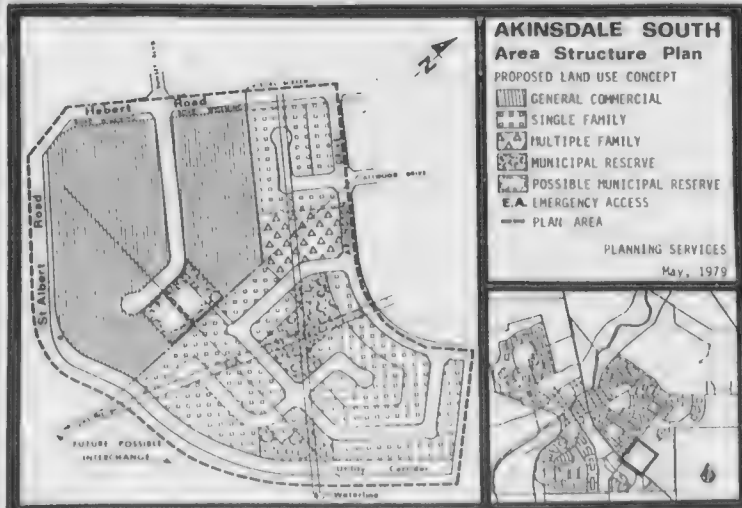 AKINSDALE SOUTH
Area Structure Plan
PROPOSED LAND USE CONCEPT
GENERAL COMMERCIAL
SINGLE FAMILY
MULTIPLE FAMILY
MUNICIPAL RESERVE
POSSIBLE MUNICIPAL RESERVE
E.A. EMERGENCY ACCESS
PLAN AREA
PLANNING SERVICES
May, 1979
N
Hebert Road
St Albert Road
DRIVE
FUTURE POSSIBLE
INTERCHANGE
Utility Corridor
Waterline